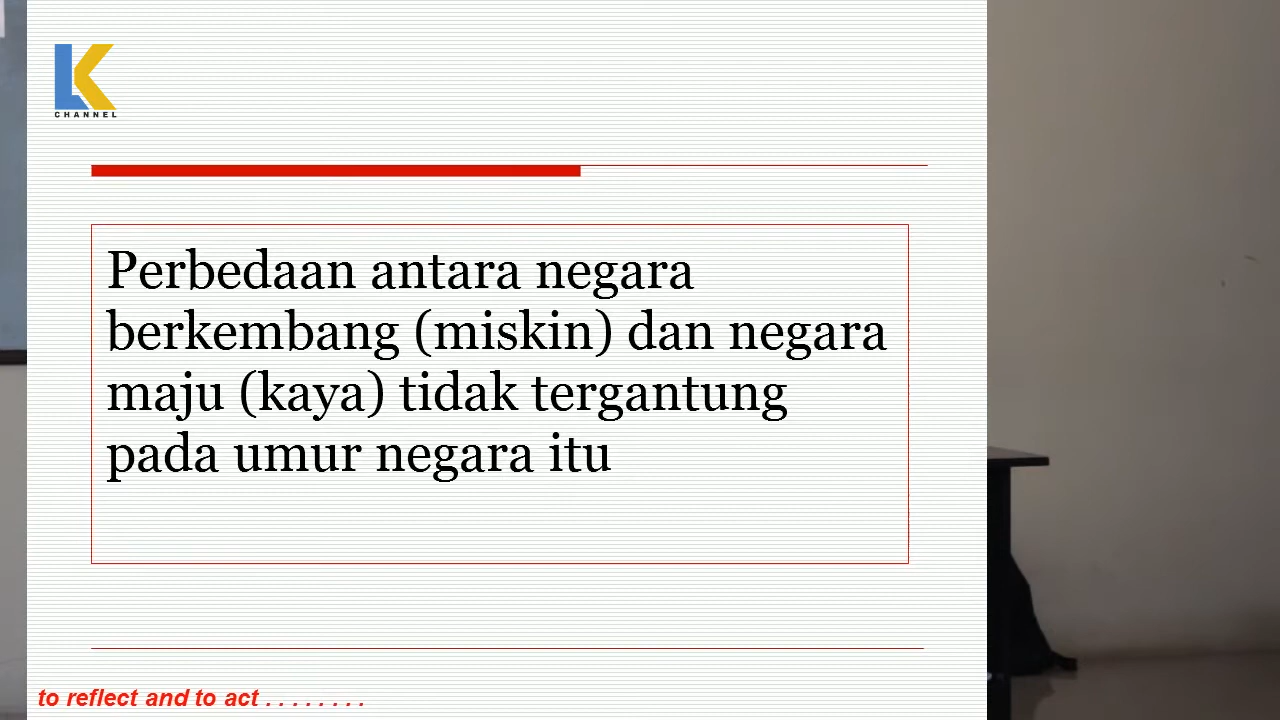 LK
CHANNEL
Perbedaan antara negara
berkembang (miskin) dan negara
maju (kaya) tidak tergantung
pada umur negara itu
to reflect and to act . . . . . . . .